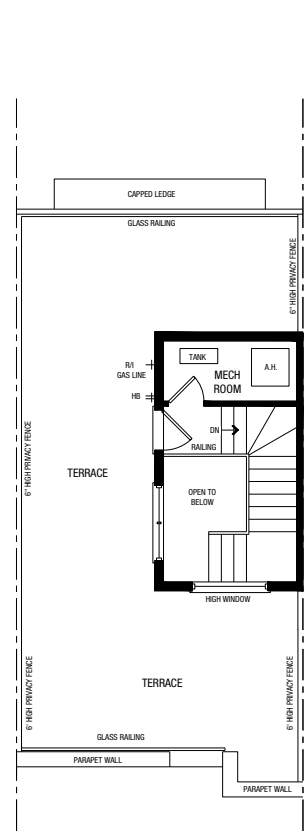 CAPPED LEDGE
GLASS RAILING
6" HIGH PRIVACY FENCE
TANK
R/I
GAS LINE
MECH
ROOM
A.H.
HB
DN
RAILING
6" HIGH PRIVACY FENCE
TERRACE
OPEN TO
BELOW
HIGH WINDOW
6' HIGH PRIVACY FENCE
TERRACE
6' HIGH PRIVACY FENCE
GLASS RAILING
PARAPET WALL
PARAPET WALL